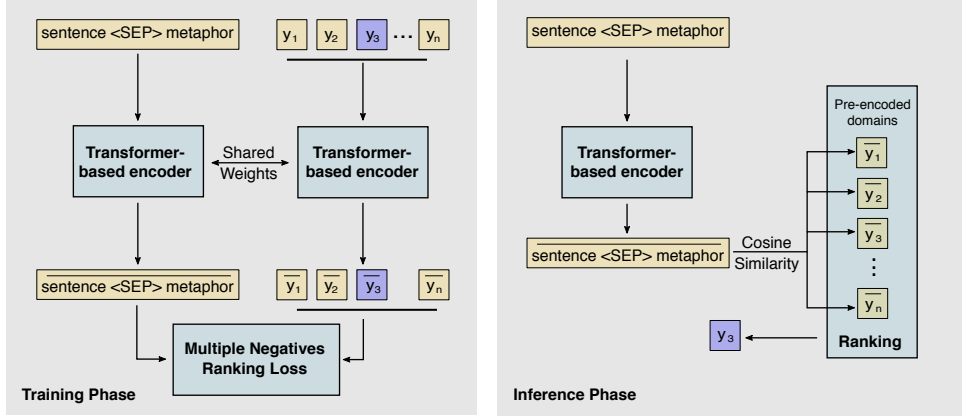 sentence <SEP> metaphor
y1 y2 y3 ... yn
Transformer-
based encoder
Shared
Weights
Transformer-
based encoder
sentence <SEP> metaphor
y1 y2 y3 yn
Multiple Negatives
Ranking Loss
Training Phase
sentence <SEP> metaphor
Transformer-
based encoder
sentence <SEP> metaphor
Cosine
Similarity
Pre-encoded
domains
y1
y2
y3
⋮
yn
Ranking
y3
Inference Phase